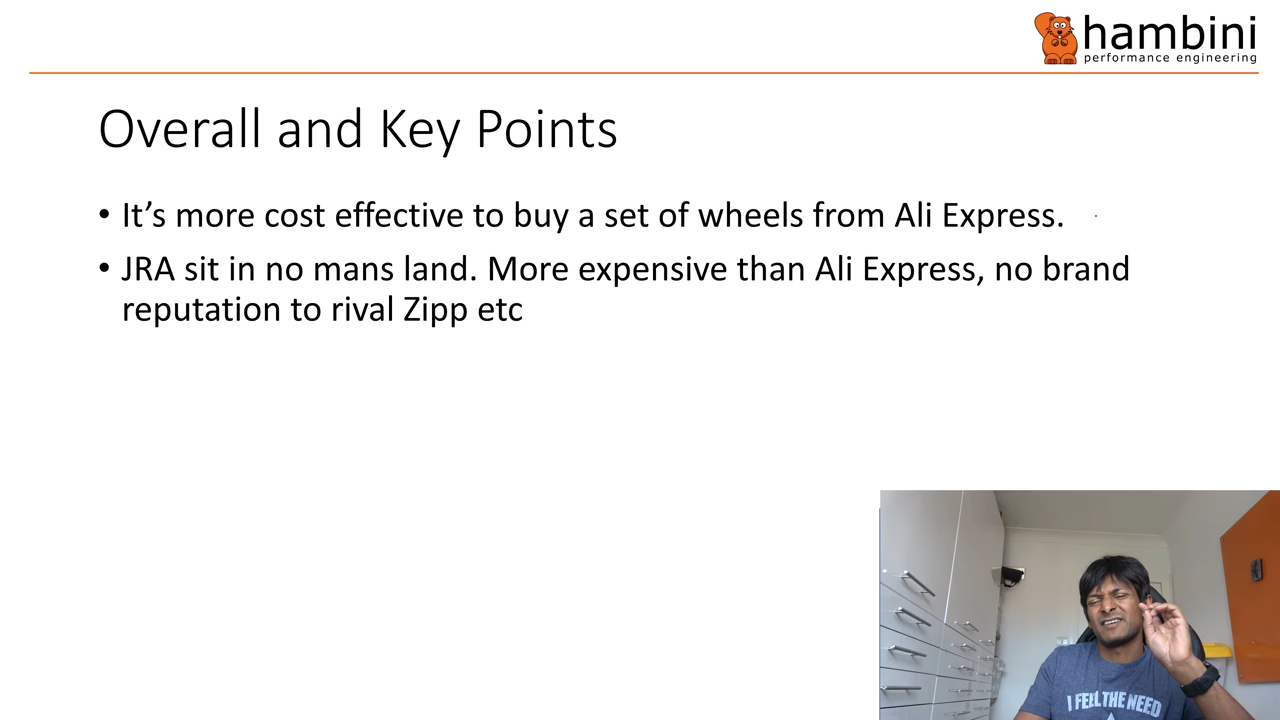 hambini
performance engineering
Overall and Key Points
• It’s more cost effective to buy a set of wheels from Ali Express.
• JRA sit in no mans land. More expensive than Ali Express, no brand
reputation to rival Zipp etc
I FEEL THE NEED